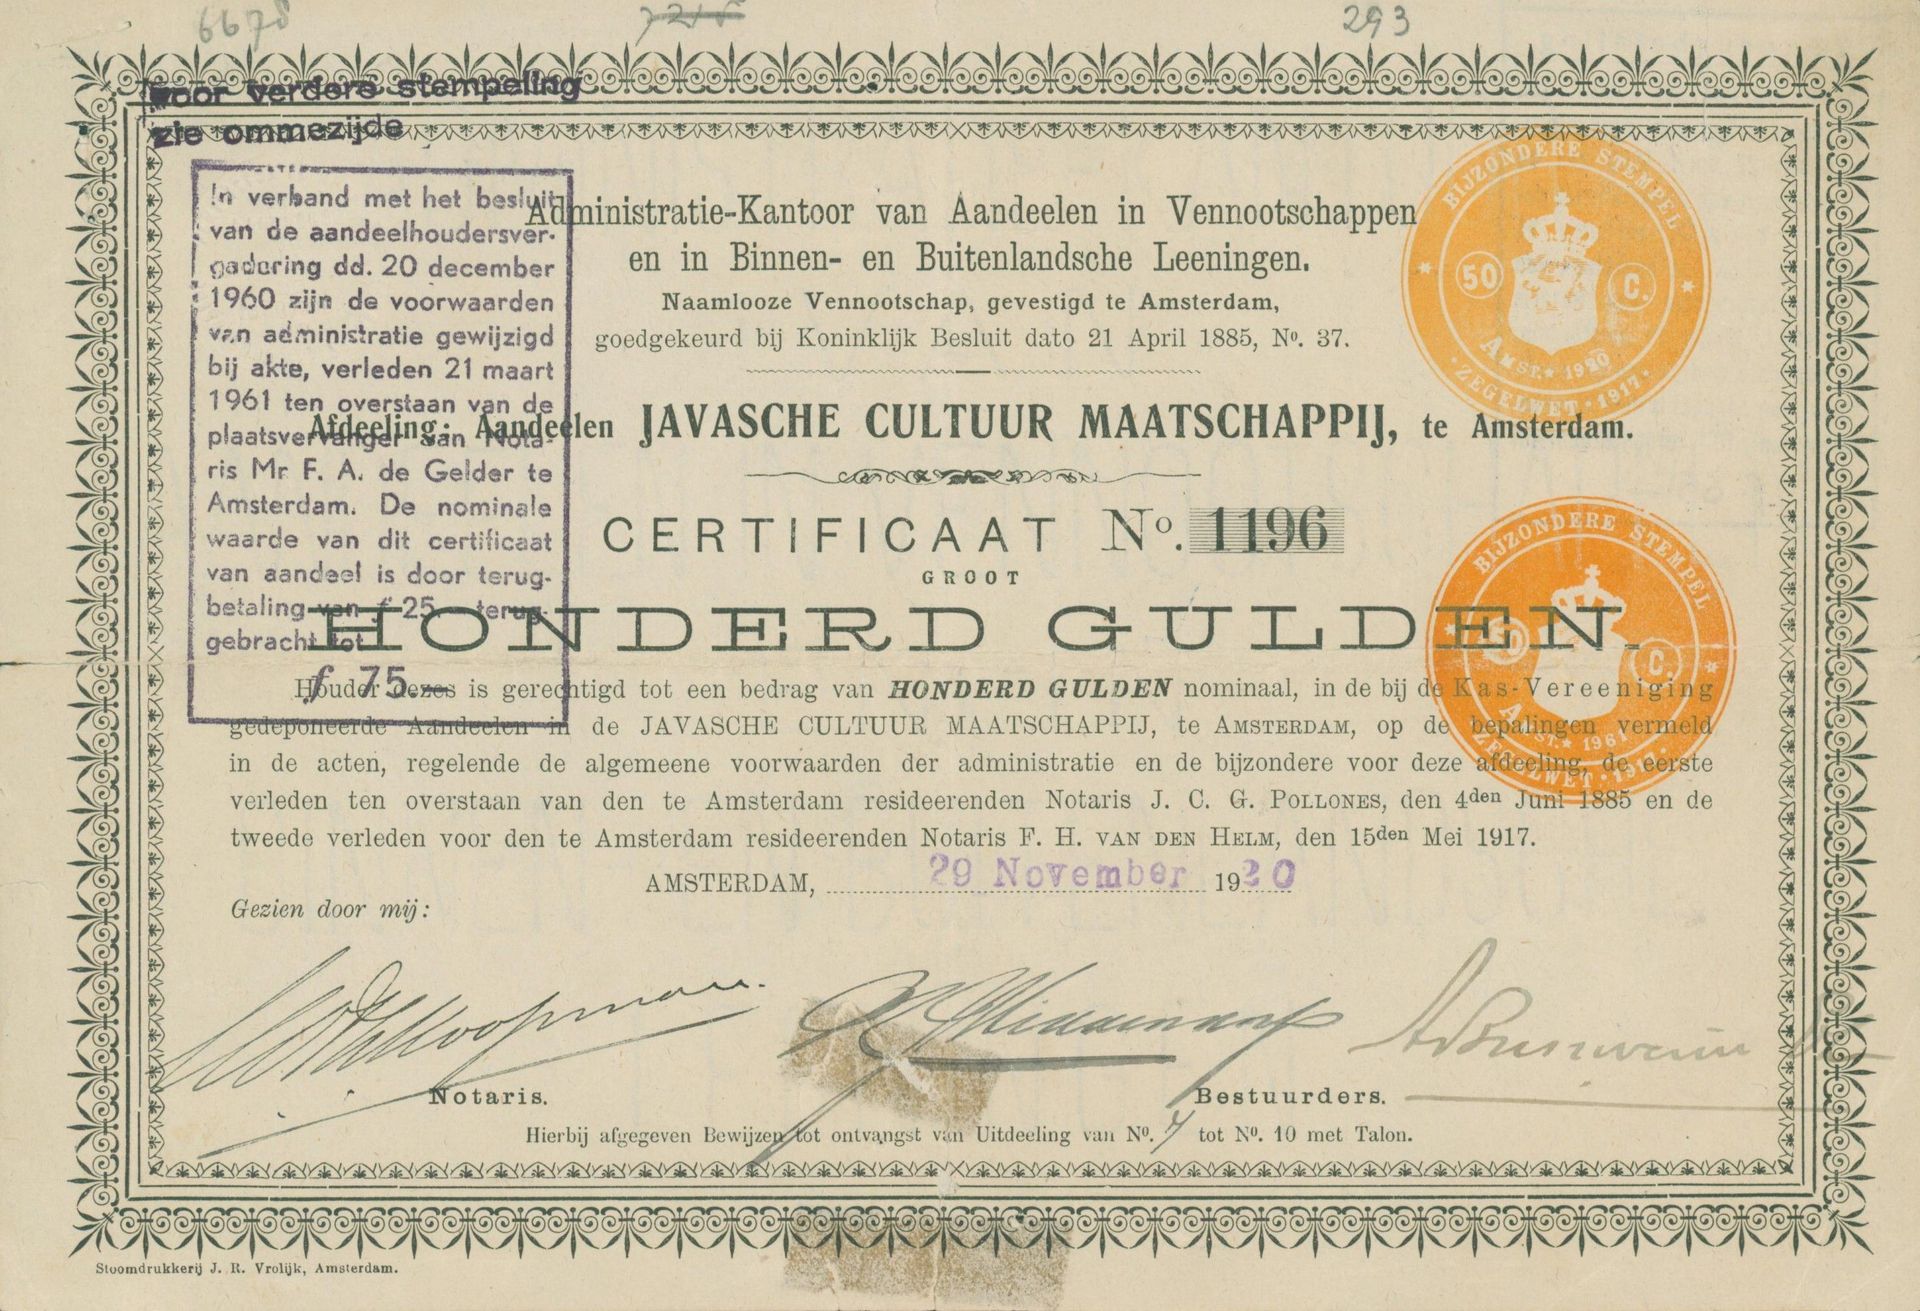 6678
7218
293
voor verdere stempeling
zie ommezijde
In verband met het besluit
van de aandeelhoudersver-
gadering dd. 20 december
1960 zijn de voorwaarden
van administratie gewijzigd
bij akte, verleden 21 maart
1961 ten overstaan van de
plaatsvervanger van Nota-
ris Mr F. A. de Gelder te
Amsterdam. De nominale
waarde van dit certificaat
van aandeel is door terug-
betaling van f 25.- terug-
gebracht tot
f 75.—
Administratie-Kantoor van Aandeelen in Vennootschappen
en in Binnen- en Buitenlandsche Leeningen.
Naamlooze Vennootschap, gevestigd te Amsterdam,
goedgekeurd bij Koninklijk Besluit dato 21 April 1885, No. 37.
BIJZONDERE STEMPEL
50 C.
AMST. * 1920
ZEGELWET · 1917 ·
Afdeeling: Aandeelen JAVASCHE CULTUUR MAATSCHAPPIJ, te Amsterdam.
CERTIFICAAT No. 1196
GROOT
HONDERD GULDEN.
BIJZONDERE STEMPEL
50 C.
AMST. * 1961
ZEGELWET · 1917 ·
Houder dezes is gerechtigd tot een bedrag van HONDERD GULDEN nominaal, in de bij de Kas-Vereeniging
gedeponeerde Aandeelen in de JAVASCHE CULTUUR MAATSCHAPPIJ, te AMSTERDAM, op de bepalingen vermeld
in de acten, regelende de algemeene voorwaarden der administratie en de bijzondere voor deze afdeeling, de eerste
verleden ten overstaan van den te Amsterdam resideerenden Notaris J. C. G. POLLONES, den 4den Juni 1885 en de
tweede verleden voor den te Amsterdam resideerenden Notaris F. H. VAN DEN HELM, den 15den Mei 1917.
AMSTERDAM, 29 November 1920
Gezien door mij:
Notaris.
Bestuurders.
Hierbij afgegeven Bewijzen tot ontvangst van Uitdeeling van No. 7 tot No. 10 met Talon.
Stoomdrukkerij J. R. Vrolijk, Amsterdam.